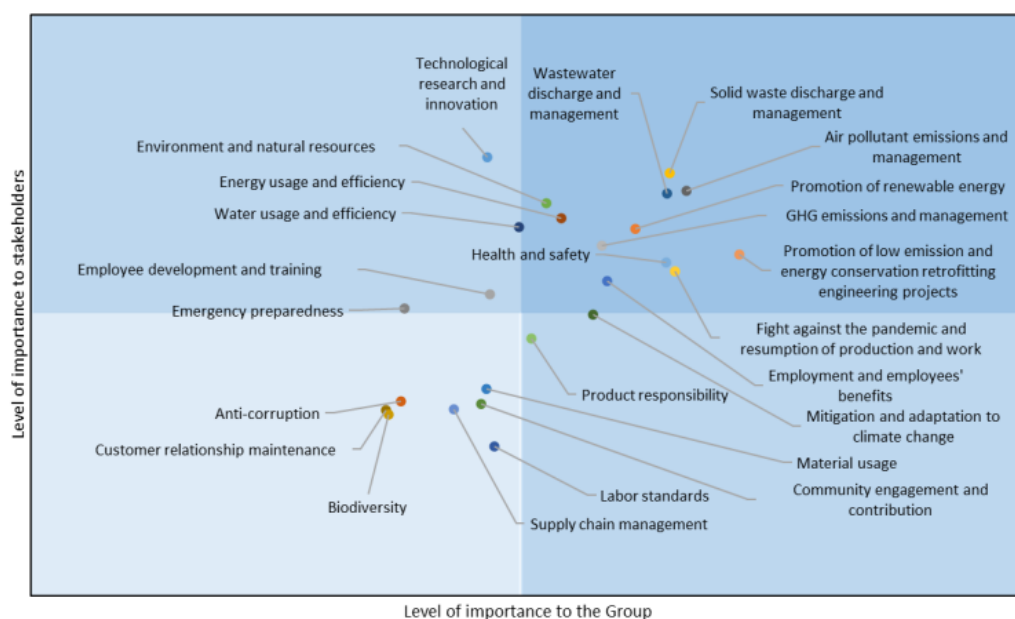 Level of importance to stakeholders
Technological
research and
innovation
Wastewater
discharge and
management
Solid waste discharge and
management
Air pollutant emissions and
management
Environment and natural resources
Energy usage and efficiency
Promotion of renewable energy
Water usage and efficiency
GHG emissions and management
Health and safety
Promotion of low emission and
energy conservation retrofitting
engineering projects
Employee development and training
Emergency preparedness
Fight against the pandemic and
resumption of production and work
Product responsibility
Employment and employees'
benefits
Anti-corruption
Mitigation and adaptation to
climate change
Customer relationship maintenance
Material usage
Biodiversity
Labor standards
Community engagement and
contribution
Supply chain management
Level of importance to the Group